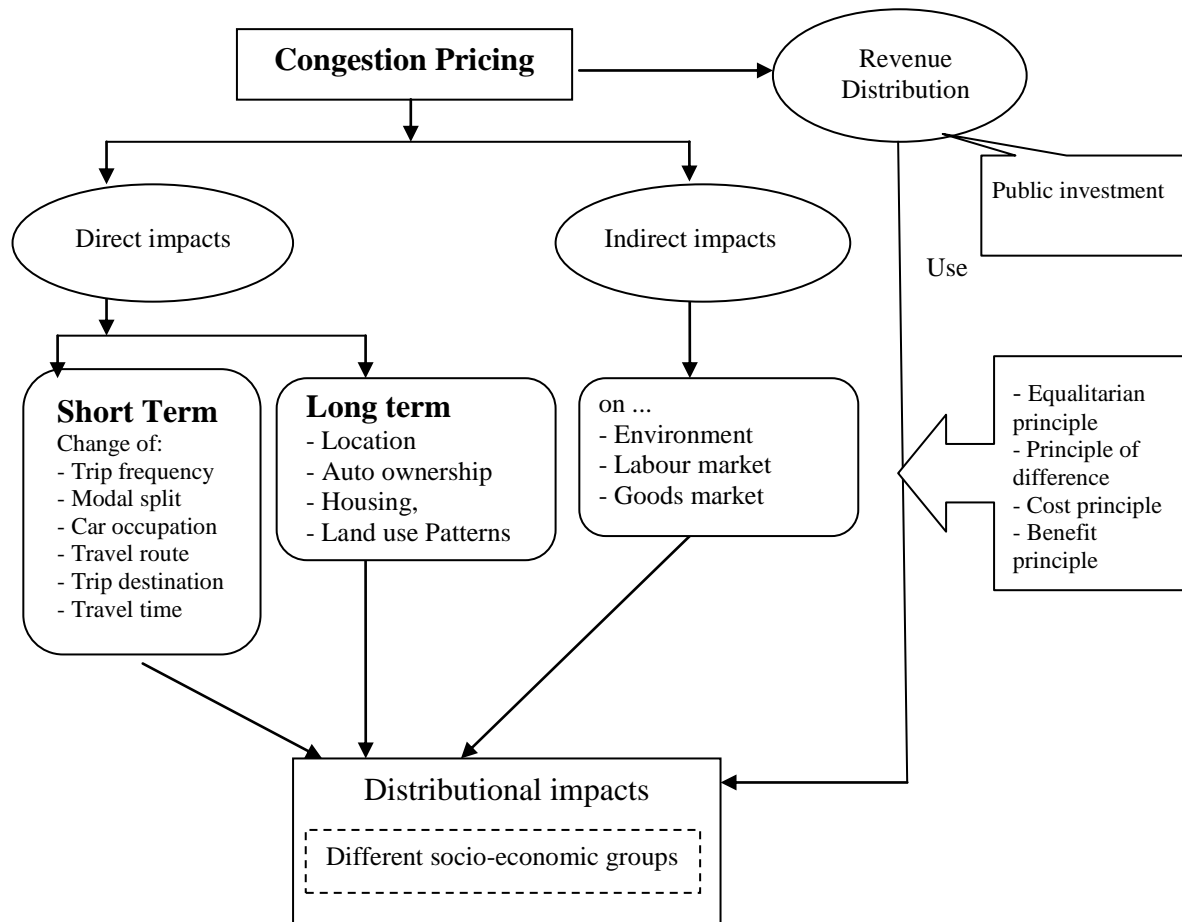 Congestion Pricing
Revenue
Distribution
Public investment
Direct impacts
Indirect impacts
Use
Short Term
Change of:
- Trip frequency
- Modal split
- Car occupation
- Travel route
- Trip destination
- Travel time
Long term
- Location
- Auto ownership
- Housing,
- Land use Patterns
on ...
- Environment
- Labour market
- Goods market
- Equalitarian
principle
- Principle of
difference
- Cost principle
- Benefit
principle
Distributional impacts
Different socio-economic groups